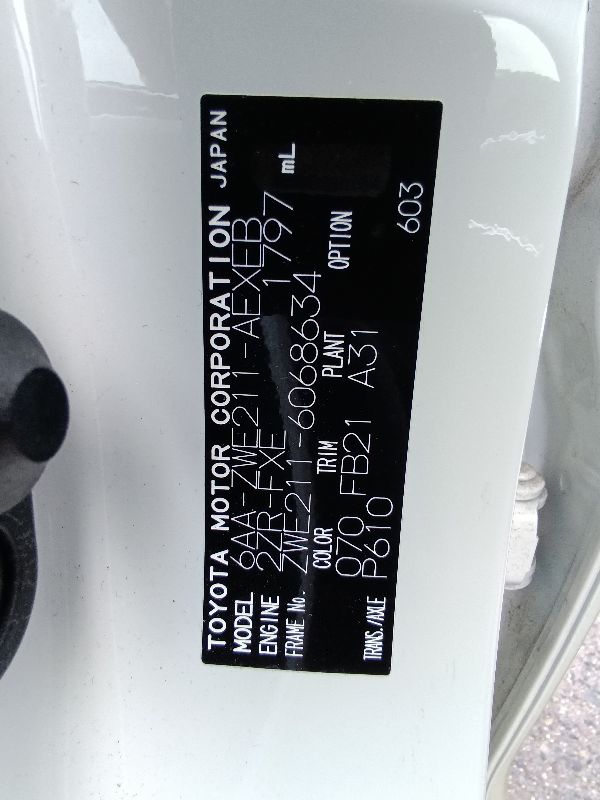 TOYOTA MOTOR CORPORATION JAPAN
MODEL 6AA-ZWE211-AEXEB
ENGINE 2ZR-FXE 1797 mL
FRAME No. ZWE211-6068634
COLOR TRIM PLANT OPTION
070 FB21 A31
TRANS./AXLE P610 603